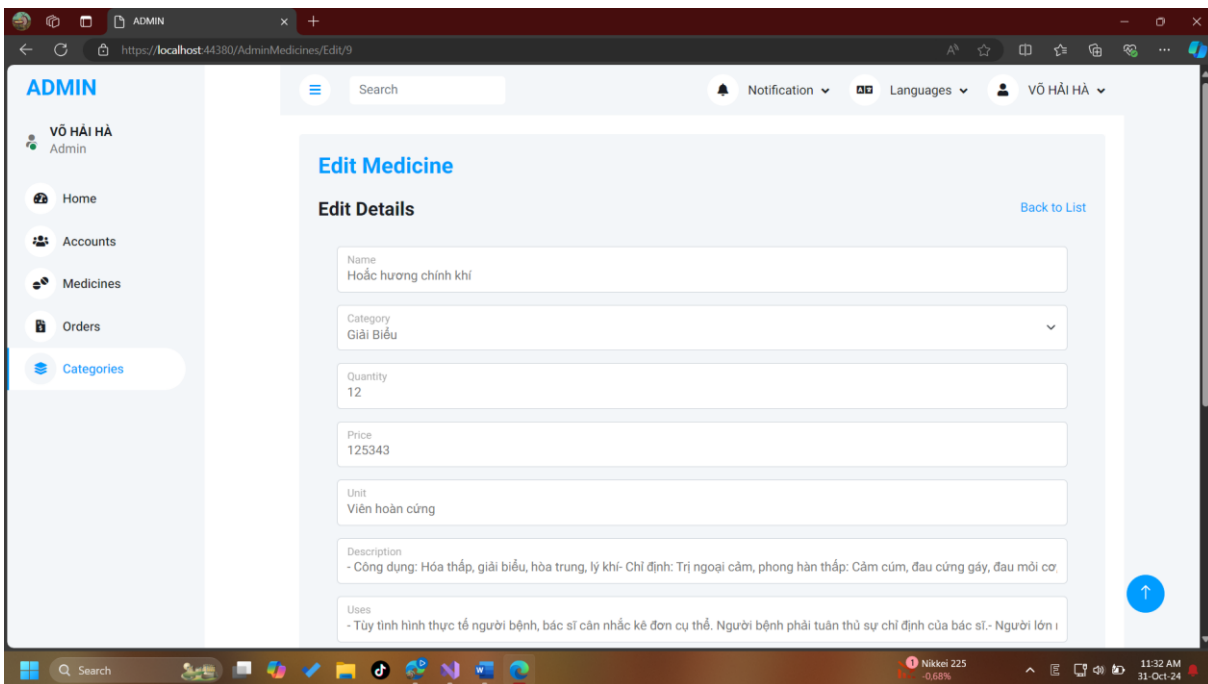 ADMIN
https://localhost:44380/AdminMedicines/Edit/9
ADMIN
Search
Notification
Languages
VÕ HẢI HÀ
VÕ HẢI HÀ
Admin
Home
Accounts
Medicines
Orders
Categories
Edit Medicine
Edit Details
Back to List
Name
Hoắc hương chính khí
Category
Giải Biểu
Quantity
12
Price
125343
Unit
Viên hoàn cứng
Description
- Công dụng: Hóa thấp, giải biểu, hòa trung, lý khí- Chỉ định: Trị ngoại cảm, phong hàn thấp: Cảm cúm, đau cứng gáy, đau mỏi cơ,
Uses
- Tùy tình hình thực tế người bệnh, bác sĩ cân nhắc kê đơn cụ thể. Người bệnh phải tuân thủ sự chỉ định của bác sĩ.- Người lớn
Search
1
Nikkei 225
-0,68%
11:32 AM
31-Oct-24